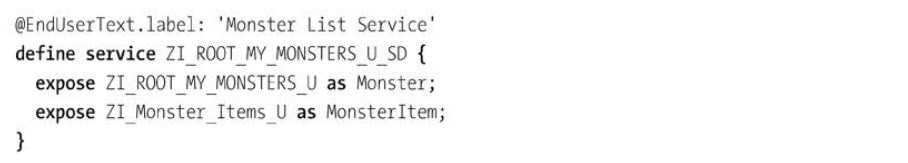 @EndUserText.label: 'Monster List Service'
define service ZI_ROOT_MY_MONSTERS_U_SD {
expose ZI_ROOT_MY_MONSTERS_U as Monster;
expose ZI_Monster_Items_U as MonsterItem;
}